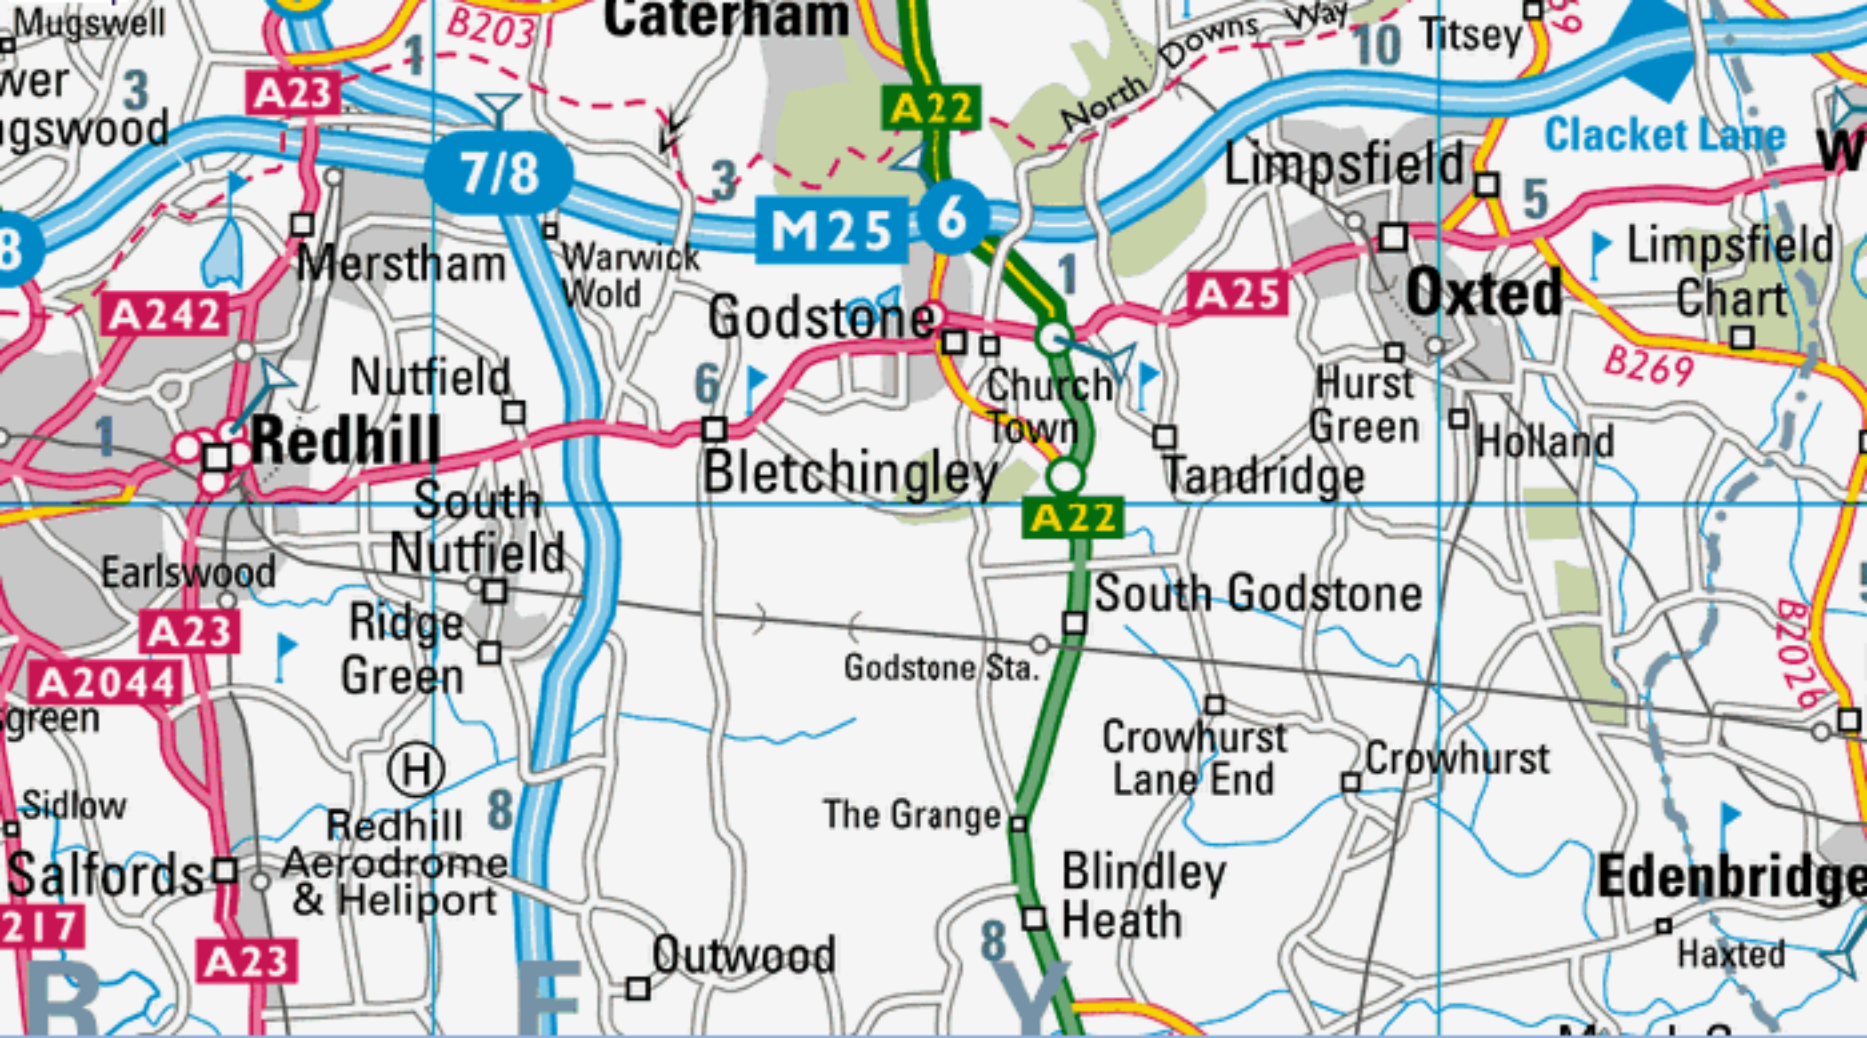 Mugswell
B203
Caterham
Titsey
1
10
Downs Way
3
A23
A22
North
Clacket Lane
7/8
3
Limpsfield
5
M25
6
8
Merstham
Warwick
Wold
1
Limpsfield
Chart
A242
Godstone
A25
Oxted
Nutfield
6
Church
Town
Hurst
Green
B269
1
Redhill
Bletchingley
Tandridge
Holland
South
Nutfield
A22
Earlswood
South Godstone
Ridge
Green
A23
Godstone Sta.
B2026
A2044
green
Crowhurst
Lane End
Crowhurst
H
Sidlow
Redhill
Aerodrome
& Heliport
8
The Grange
Salfords
Blindley
Heath
Edenbridge
217
A23
Outwood
8
Haxted
R
E
Y